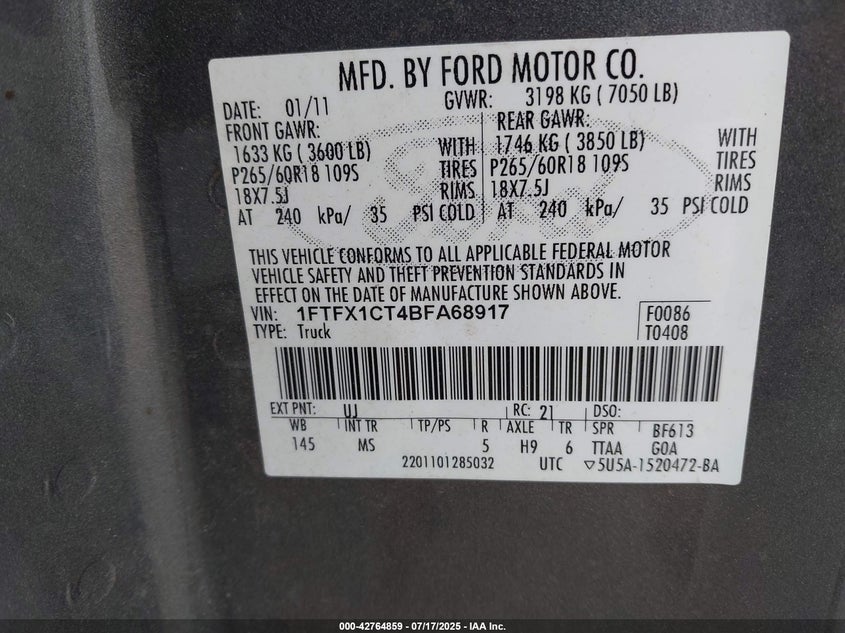 MFD. BY FORD MOTOR CO.
DATE: 01/11 GVWR: 3198 KG ( 7050 LB)
FRONT GAWR: REAR GAWR:
1633 KG ( 3600 LB) WITH 1746 KG ( 3850 LB) WITH
P265/60R18 109S TIRES P265/60R18 109S TIRES
18X7.5J RIMS 18X7.5J RIMS
AT 240 kPa/ 35 PSI COLD AT 240 kPa/ 35 PSI COLD
Ford
THIS VEHICLE CONFORMS TO ALL APPLICABLE FEDERAL MOTOR
VEHICLE SAFETY AND THEFT PREVENTION STANDARDS IN
EFFECT ON THE DATE OF MANUFACTURE SHOWN ABOVE.
VIN: 1FTFX1CT4BFA68917 F0086
TYPE: Truck T0408
EXT PNT: UJ RC: 21 DSO:
WB INT TR TP/PS R AXLE TR SPR BF613
145 MS 5 H9 6 TTAA GOA
2201101285032 UTC ▽5U5A-1520472-BA
000-42764859 - 07/17/2025 - IAA Inc.